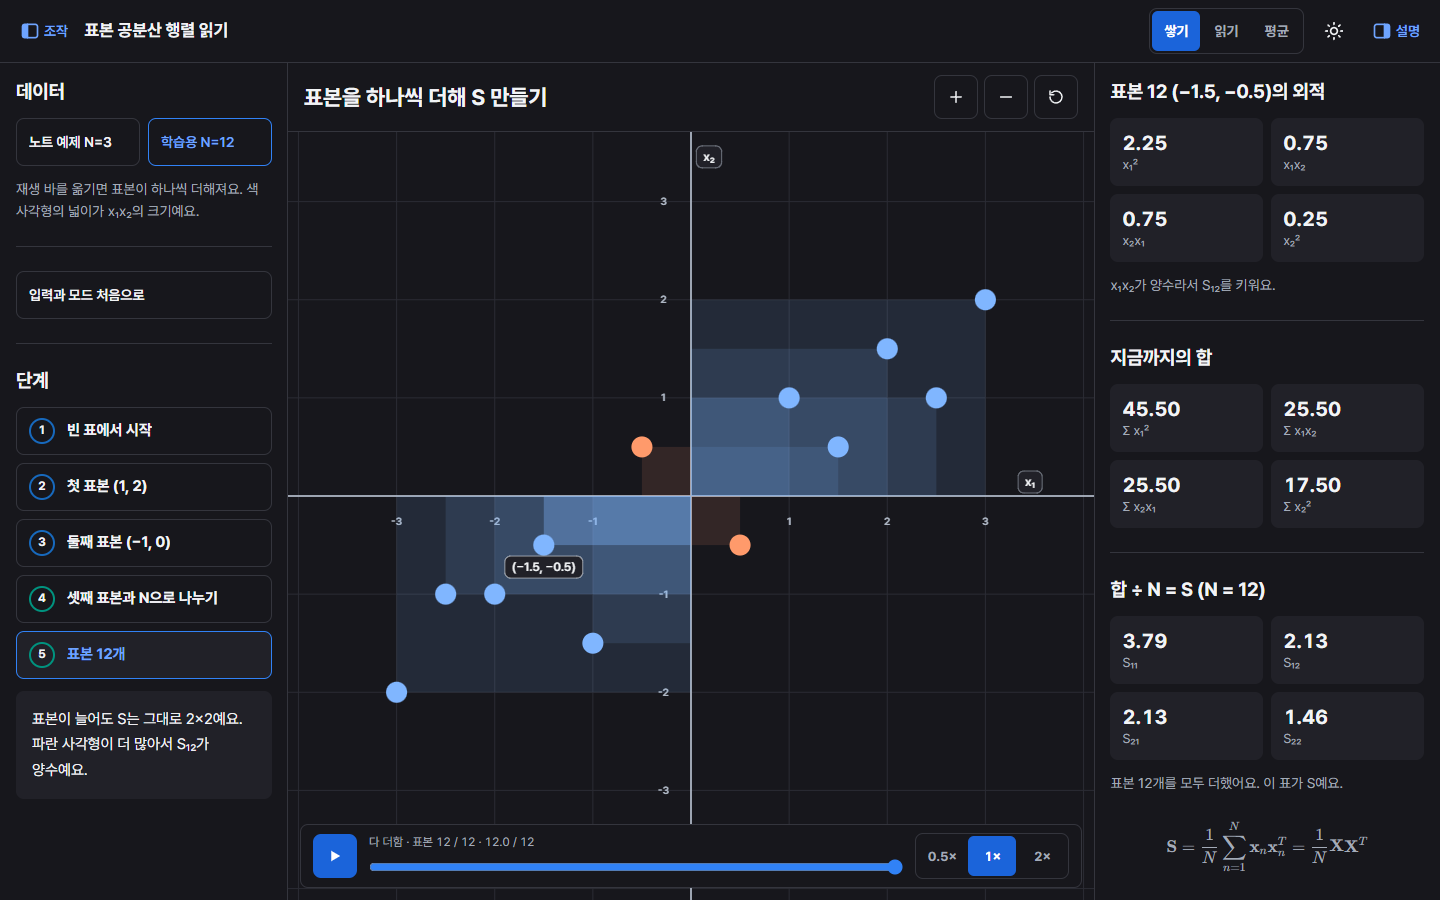 조작
표본 공분산 행렬 읽기
쌓기
읽기
평균
설명
데이터
노트 예제 N=3
학습용 N=12
재생 바를 옮기면 표본이 하나씩 더해져요. 색
사각형의 넓이가 x₁x₂의 크기예요.
입력과 모드 처음으로
단계
1 빈 표에서 시작
2 첫 표본 (1, 2)
3 둘째 표본 (−1, 0)
4 셋째 표본과 N으로 나누기
5 표본 12개
표본이 늘어도 S는 그대로 2×2예요.
파란 사각형이 더 많아서 S₁₂가
양수예요.
표본을 하나씩 더해 S 만들기
x₂
3
2
1
x₁
-3 -2 -1 1 2 3
(−1.5, −0.5)
-1
-2
-3
다 더함 · 표본 12 / 12 · 12.0 / 12
0.5×
1×
2×
표본 12 (−1.5, −0.5)의 외적
2.25
x₁²
0.75
x₁x₂
0.75
x₂x₁
0.25
x₂²
x₁x₂가 양수라서 S₁₂를 키워요.
지금까지의 합
45.50
Σ x₁²
25.50
Σ x₁x₂
25.50
Σ x₂x₁
17.50
Σ x₂²
합 ÷ N = S (N = 12)
3.79
S₁₁
2.13
S₁₂
2.13
S₂₁
1.46
S₂₂
표본 12개를 모두 더했어요. 이 표가 S예요.
S = 1/N ∑_{n=1}^{N} x_n x_n^T = 1/N XX^T